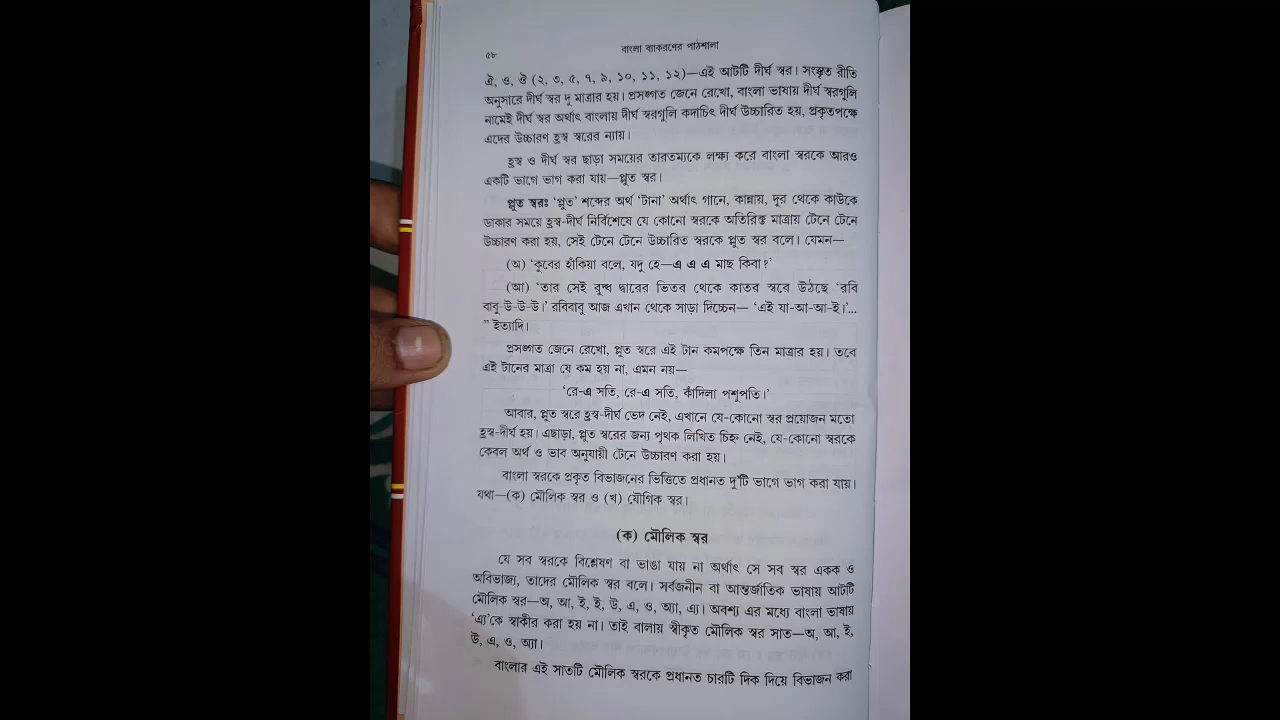 ৫৮
বাংলা ব্যাকরণের পাঠশালা
ঐ, ও, ঔ (২, ৩, ৫, ৭, ৯, ১০, ১১, ১২)—এই আটটি দীর্ঘ স্বর। সংস্কৃত রীতি
অনুসারে দীর্ঘ স্বর দু মাত্রার হয়। প্রসঙ্গত জেনে রেখো, বাংলা ভাষায় দীর্ঘ স্বরগুলি
নামেই দীর্ঘ স্বর অর্থাৎ বাংলায় দীর্ঘ স্বরগুলি কদাচিৎ দীর্ঘ উচ্চারিত হয়, প্রকৃতপক্ষে
এদের উচ্চারণ হ্রস্ব স্বরের ন্যায়।
হ্রস্ব ও দীর্ঘ স্বর ছাড়া সময়ের তারতম্যকে লক্ষ্য করে বাংলা স্বরকে আরও
একটি ভাগে ভাগ করা যায়—প্লুত স্বর।
প্লুত স্বরঃ 'প্লুত' শব্দের অর্থ 'টানা' অর্থাৎ গানে, কান্নায়, দূর থেকে কাউকে
ডাকার সময়ে হ্রস্ব-দীর্ঘ নির্বিশেষে যে কোনো স্বরকে অতিরিক্ত মাত্রায় টেনে টেনে
উচ্চারণ করা হয়, সেই টেনে টেনে উচ্চারিত স্বরকে প্লুত স্বর বলে। যেমন—
(অ) 'কুবের হাঁকিয়া বলে, যদু হে—এ এ এ মাছ কিবা?'
(আ) 'তার সেই রুদ্ধ দ্বারের ভিতর থেকে কাতর স্বরে উঠছে 'রবি
বাবু-উ-উ-উ।' রবিবাবু আজ এখান থেকে সাড়া দিচ্চেন— 'এই যা-আ-আ-ই।'...
" ইত্যাদি।
প্রসঙ্গত জেনে রেখো, প্লুত স্বরে এই টান কমপক্ষে তিন মাত্রার হয়। তবে
এই টানের মাত্রা যে কম হয় না, এমন নয়—
'রে-এ সতি, রে-এ সতি, কাঁদিলা পশুপতি।'
আবার, প্লুত স্বরে হ্রস্ব-দীর্ঘ ভেদ নেই, এখানে যে-কোনো স্বর প্রয়োজন মতো
হ্রস্ব-দীর্ঘ হয়। এছাড়া, প্লুত স্বরের জন্য পৃথক লিখিত চিহ্ন নেই, যে-কোনো স্বরকে
কেবল অর্থ ও ভাব অনুযায়ী টেনে উচ্চারণ করা হয়।
বাংলা স্বরকে প্রকৃত বিভাজনের ভিত্তিতে প্রধানত দু'টি ভাগে ভাগ করা যায়।
যথা—(ক) মৌলিক স্বর ও (খ) যৌগিক স্বর।
(ক) মৌলিক স্বর
যে সব স্বরকে বিশ্লেষণ বা ভাঙা যায় না অর্থাৎ সে সব স্বর একক ও
অবিভাজ্য, তাদের মৌলিক স্বর বলে। সর্বজনীন বা আন্তর্জাতিক ভাষায় আটটি
মৌলিক স্বর—অ, আ, ই, ই, উ, এ, ও, অ্যা, এ্য। অবশ্য এর মধ্যে বাংলা ভাষায়
'এ্য'কে স্বাকীর করা হয় না। তাই বালায় স্বীকৃত মৌলিক স্বর সাত—অ, আ, ই,
উ, এ, ও, অ্যা।
বাংলার এই সাতটি মৌলিক স্বরকে প্রধানত চারটি দিক দিয়ে বিভাজন করা